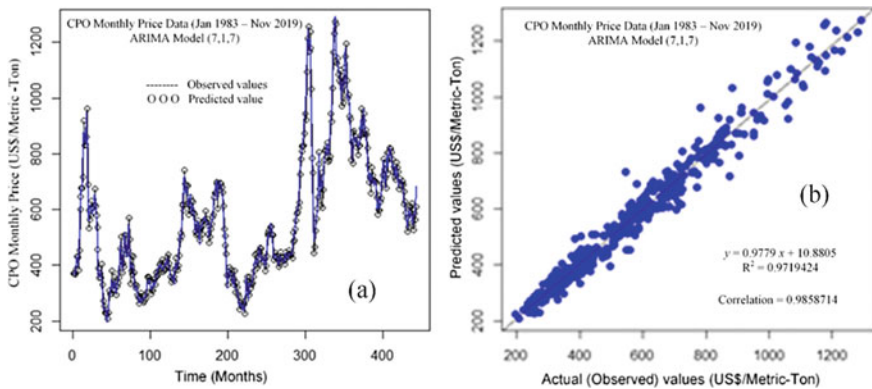 CPO Monthly Price Data (Jan 1983 – Nov 2019)
ARIMA Model (7,1,7)
-------- Observed values
O O O Predicted value
CPO Monthly Price (US$/Metric -Ton)
200 400 600 800 1000 1200
(a)
0 100 200 300 400
Time (Months)
CPO Monthly Price Data (Jan 1983 – Nov 2019)
ARIMA Model (7,1,7)
Predicted values (US$/Metric-Ton)
200 400 600 800 1000 1200
(b)
y = 0.9779 x + 10.8805
R² = 0.9719424
Correlation = 0.9858714
200 400 600 800 1000 1200
Actual (Observed) values (US$/Metric-Ton)